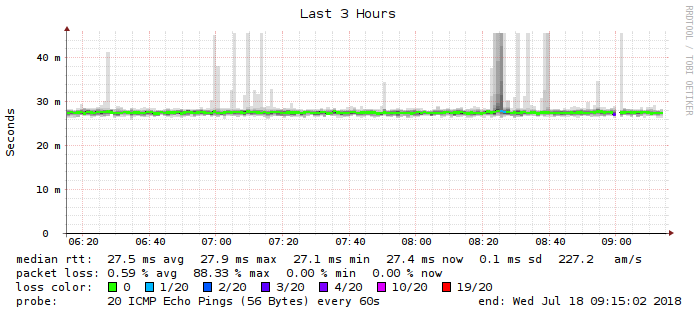 Last 3 Hours
RRDTOOL / TOBI OETIKER
Seconds
40 m
30 m
20 m
10 m
0
06:20 06:40 07:00 07:20 07:40 08:00 08:20 08:40 09:00
median rtt: 27.5 ms avg 27.9 ms max 27.1 ms min 27.4 ms now 0.1 ms sd 227.2 am/s
packet loss: 0.59 % avg 88.33 % max 0.00 % min 0.00 % now
loss color: 0 1/20 2/20 3/20 4/20 10/20 19/20
probe: 20 ICMP Echo Pings (56 Bytes) every 60s end: Wed Jul 18 09:15:02 2018